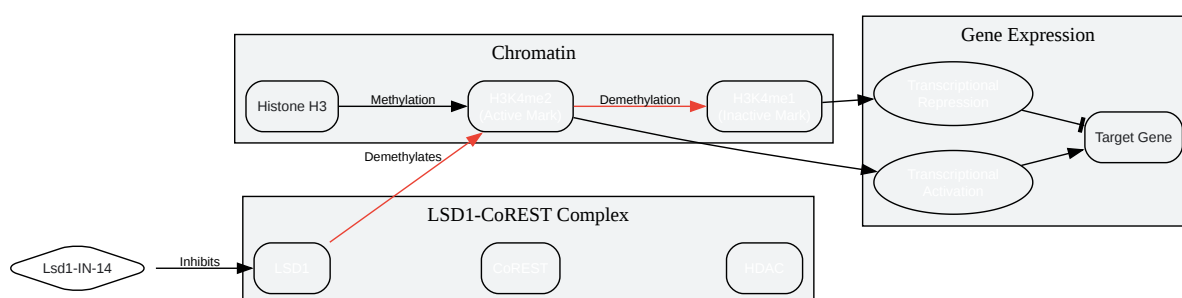 Gene Expression
Chromatin
Transcriptional
Repression
Histone H3
Methylation
H3K4me2
(Active Mark)
Demethylation
H3K4me1
(Inactive Mark)
Target Gene
Demethylates
Transcriptional
Activation
LSD1-CoREST Complex
Lsd1-IN-14
Inhibits
LSD1
CoREST
HDAC